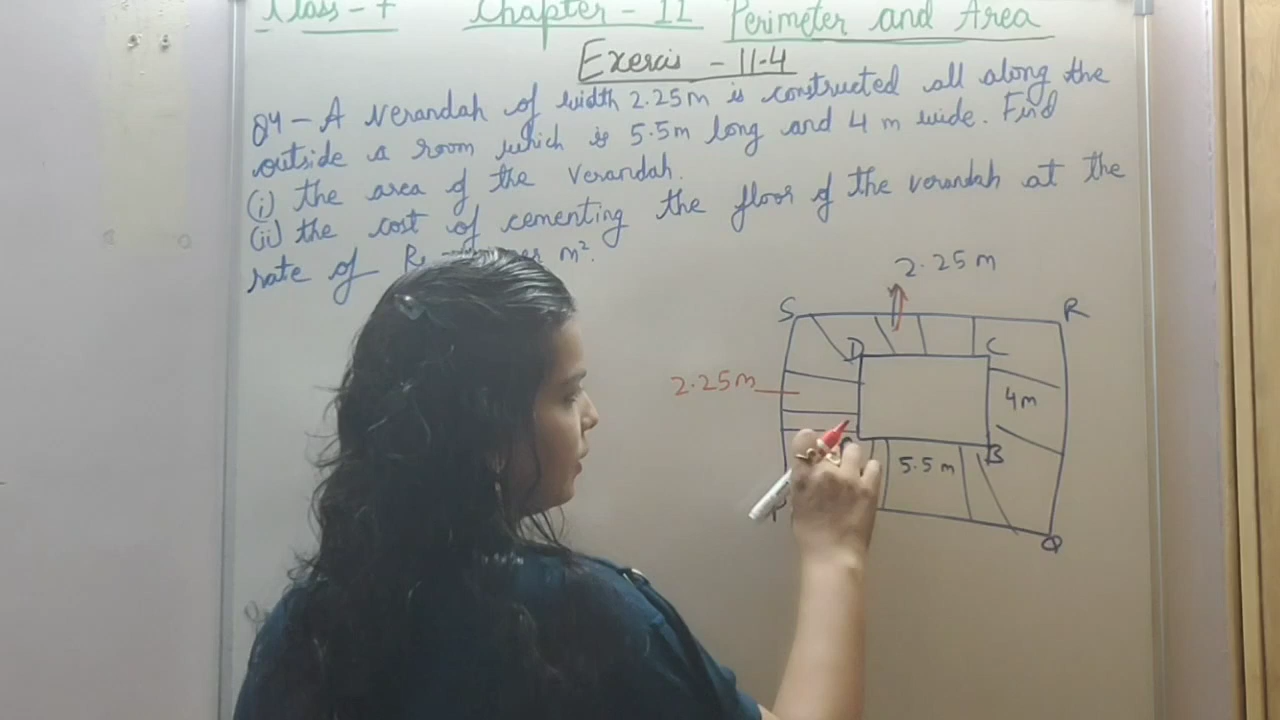 Class - 7 Chapter - 11 Perimeter and Area
Exercis - 11.4
Q4 - A Verandah of width 2.25m is constructed all along the
outside a room which is 5.5m long and 4 m wide. Find
(i) the area of the Verandah.
(ii) the cost of cementing the floor of the verandah at the
rate of m².
2.25 m
S R
D C
2.25m
4m
B
5.5 m
Q